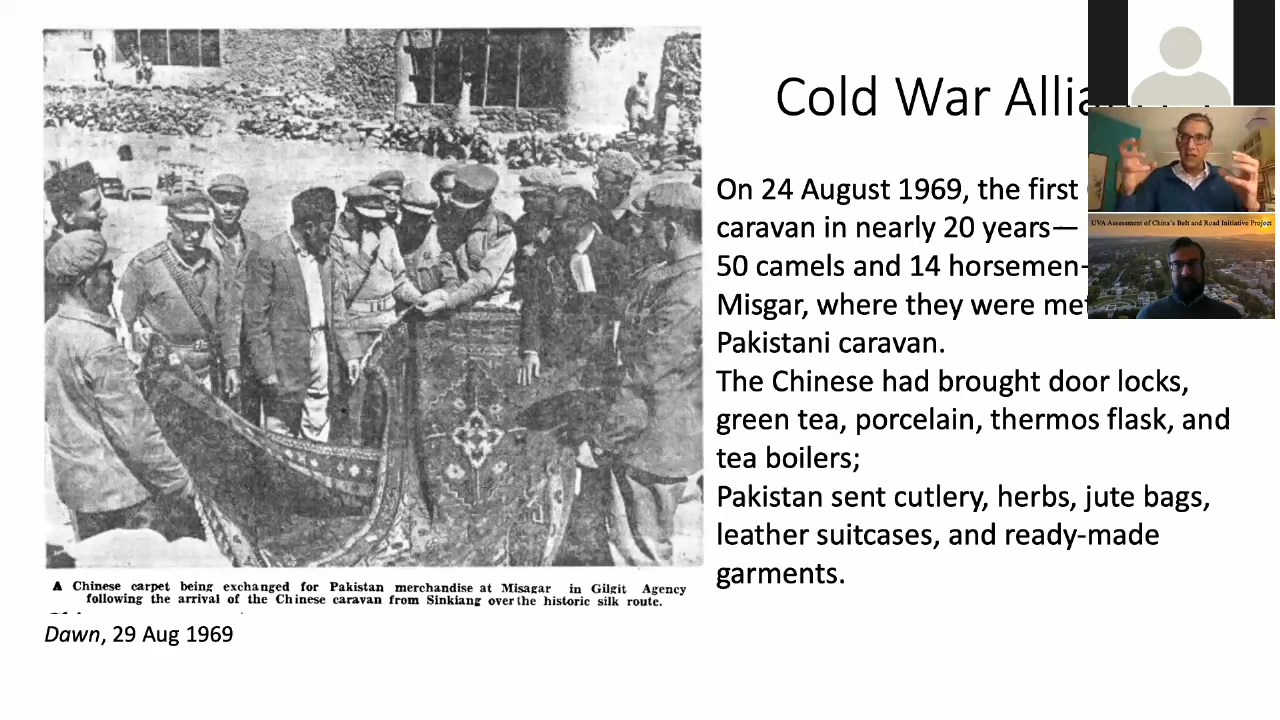 Cold War
On 24 August 1969, the first
caravan in nearly 20 years—
50 camels and 14 horsemen-
Misgar, where they were met
Pakistani caravan.
The Chinese had brought door locks,
green tea, porcelain, thermos flask, and
tea boilers;
Pakistan sent cutlery, herbs, jute bags,
leather suitcases, and ready-made
garments.
A Chinese carpet being exchanged for Pakistan merchandise at Misagar in Gilgit Agency
following the arrival of the Chinese caravan from Sinkiang over the historic silk route.
Dawn, 29 Aug 1969
UVA Assessment of China's Belt and Road Initiative Project